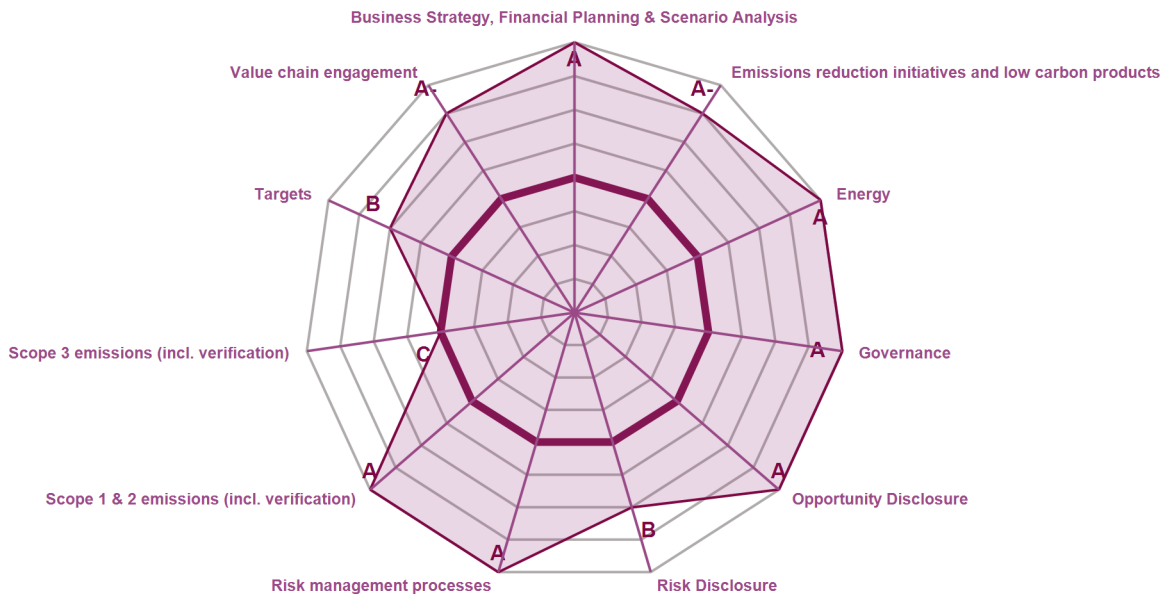 Business Strategy, Financial Planning & Scenario Analysis
A
Value chain engagement
A-
Emissions reduction initiatives and low carbon products
A-
Targets
B
Energy
A
Scope 3 emissions (incl. verification)
C
Governance
A
Scope 1 & 2 emissions (incl. verification)
A
Opportunity Disclosure
A
Risk management processes
A
Risk Disclosure
B